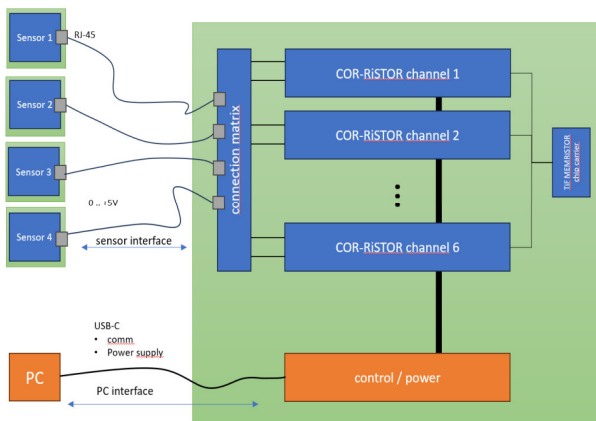 Sensor 1
RJ-45
Sensor 2
Sensor 3
Sensor 4
0 .. +5V
sensor interface
connection matrix
COR-RiSTOR channel 1
COR-RiSTOR channel 2
...
COR-RiSTOR channel 6
TiF MEMRiSTOR
chip carrier
USB-C
• comm
• Power supply
PC
PC interface
control / power